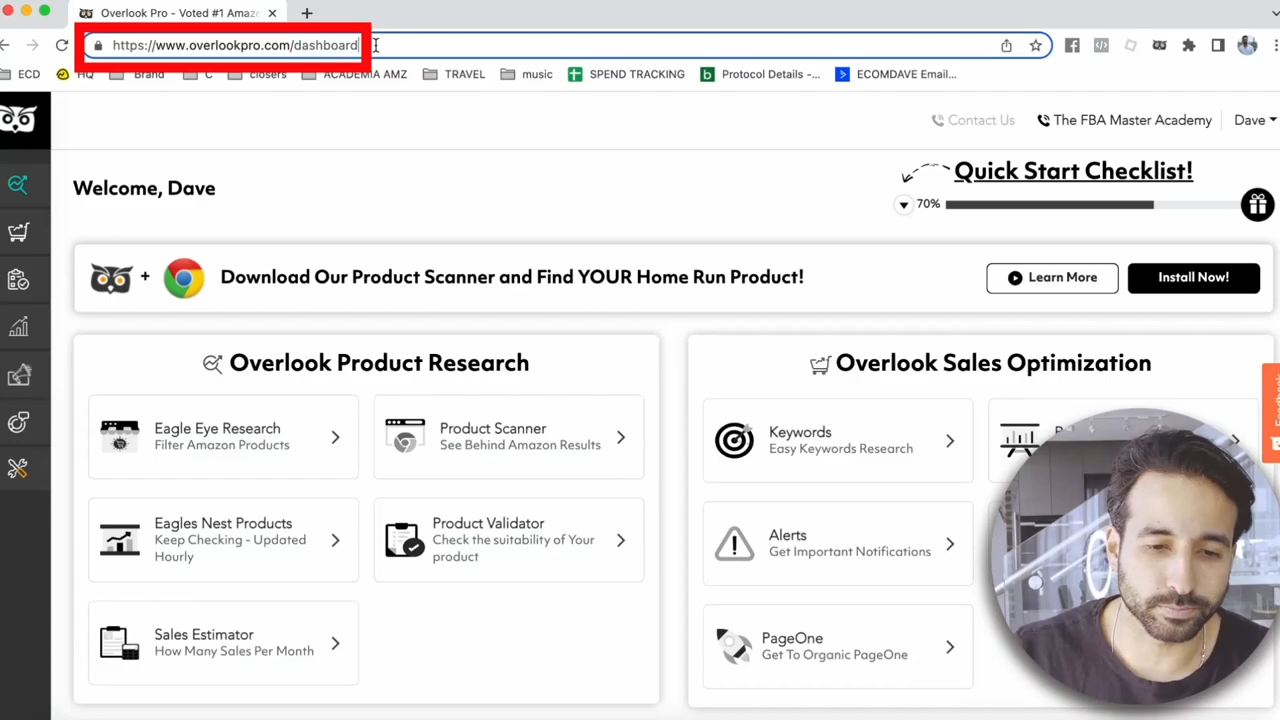 Overlook Pro - Voted #1 Amaz
https://www.overlookpro.com/dashboard
ECD
HQ
Brand
C
closers
ACADEMIA AMZ
TRAVEL
music
SPEND TRACKING
Protocol Details -...
ECOMDAVE Email...
Contact Us
The FBA Master Academy
Dave
Welcome, Dave
Quick Start Checklist!
70%
+
Download Our Product Scanner and Find YOUR Home Run Product!
Learn More
Install Now!
Overlook Product Research
Eagle Eye Research
Filter Amazon Products
Product Scanner
See Behind Amazon Results
Eagles Nest Products
Keep Checking - Updated
Hourly
Product Validator
Check the suitability of Your
product
Sales Estimator
How Many Sales Per Month
Overlook Sales Optimization
Keywords
Easy Keywords Research
Alerts
Get Important Notifications
PageOne
Get To Organic PageOne
Feedback